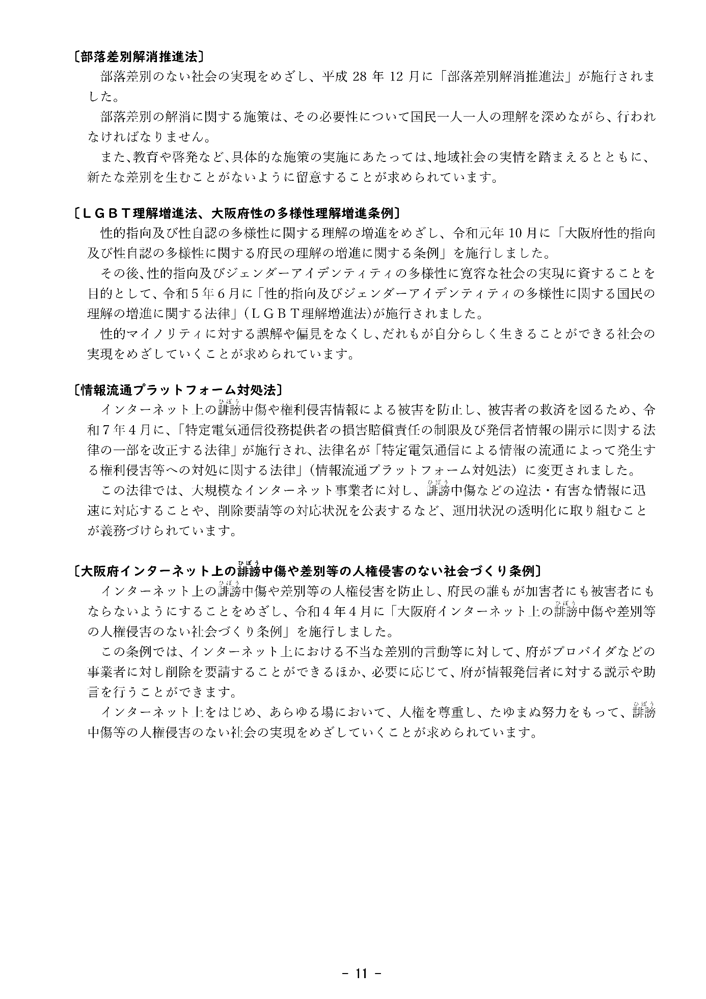 〔部落差別解消推進法〕
部落差別のない社会の実現をめざし、平成 28 年 12 月に「部落差別解消推進法」が施行されま
した。
部落差別の解消に関する施策は、その必要性について国民一人一人の理解を深めながら、行われ
なければなりません。
また、教育や啓発など、具体的な施策の実施にあたっては、地域社会の実情を踏まえるとともに、
新たな差別を生むことがないように留意することが求められています。
〔ＬＧＢＴ理解増進法、大阪府性の多様性理解増進条例〕
性的指向及び性自認の多様性に関する理解の増進をめざし、令和元年 10 月に「大阪府性的指向
及び性自認の多様性に関する府民の理解の増進に関する条例」を施行しました。
その後、性的指向及びジェンダーアイデンティティの多様性に寛容な社会の実現に資することを
目的として、令和５年６月に「性的指向及びジェンダーアイデンティティの多様性に関する国民の
理解の増進に関する法律」(ＬＧＢＴ理解増進法)が施行されました。
性的マイノリティに対する誤解や偏見をなくし、だれもが自分らしく生きることができる社会の
実現をめざしていくことが求められています。
〔情報流通プラットフォーム対処法〕
ひぼう
インターネット上の誹謗中傷や権利侵害情報による被害を防止し、被害者の救済を図るため、令
和７年４月に、「特定電気通信役務提供者の損害賠償責任の制限及び発信者情報の開示に関する法
律の一部を改正する法律」が施行され、法律名が「特定電気通信による情報の流通によって発生す
る権利侵害等への対処に関する法律」（情報流通プラットフォーム対処法）に変更されました。
ひぼう
この法律では、大規模なインターネット事業者に対し、誹謗中傷などの違法・有害な情報に迅
速に対応することや、削除要請等の対応状況を公表するなど、運用状況の透明化に取り組むこと
が義務づけられています。
ひぼう
〔大阪府インターネット上の誹謗中傷や差別等の人権侵害のない社会づくり条例〕
ひぼう
インターネット上の誹謗中傷や差別等の人権侵害を防止し、府民の誰もが加害者にも被害者にも
ひぼう
ならないようにすることをめざし、令和４年４月に「大阪府インターネット上の誹謗中傷や差別等
の人権侵害のない社会づくり条例」を施行しました。
この条例では、インターネット上における不当な差別的言動等に対して、府がプロバイダなどの
事業者に対し削除を要請することができるほか、必要に応じて、府が情報発信者に対する説示や助
言を行うことができます。
ひぼう
インターネット上をはじめ、あらゆる場において、人権を尊重し、たゆまぬ努力をもって、誹謗
中傷等の人権侵害のない社会の実現をめざしていくことが求められています。
- 11 -